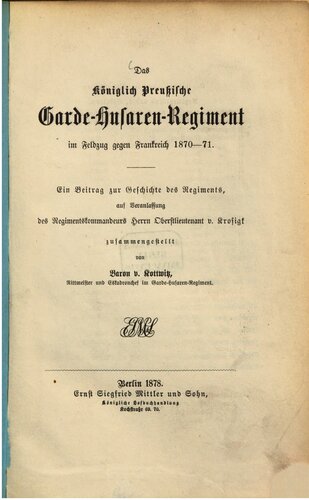 Das
Königlich Preußische
Garde-Husaren-Regiment
im Feldzug gegen Frankreich 1870—71.
Ein Beitrag zur Geschichte des Regiments,
auf Veranlassung
des Regimentskommandeurs Herrn Oberstlieutenant v. Krosigk
zusammengestellt
von
Baron v. Kottwitz,
Rittmeister und Eskadronchef im Garde-Husaren-Regiment.
Berlin 1878.
Ernst Siegfried Mittler und Sohn,
Königliche Hofbuchhandlung
Kochstraße 69. 70.